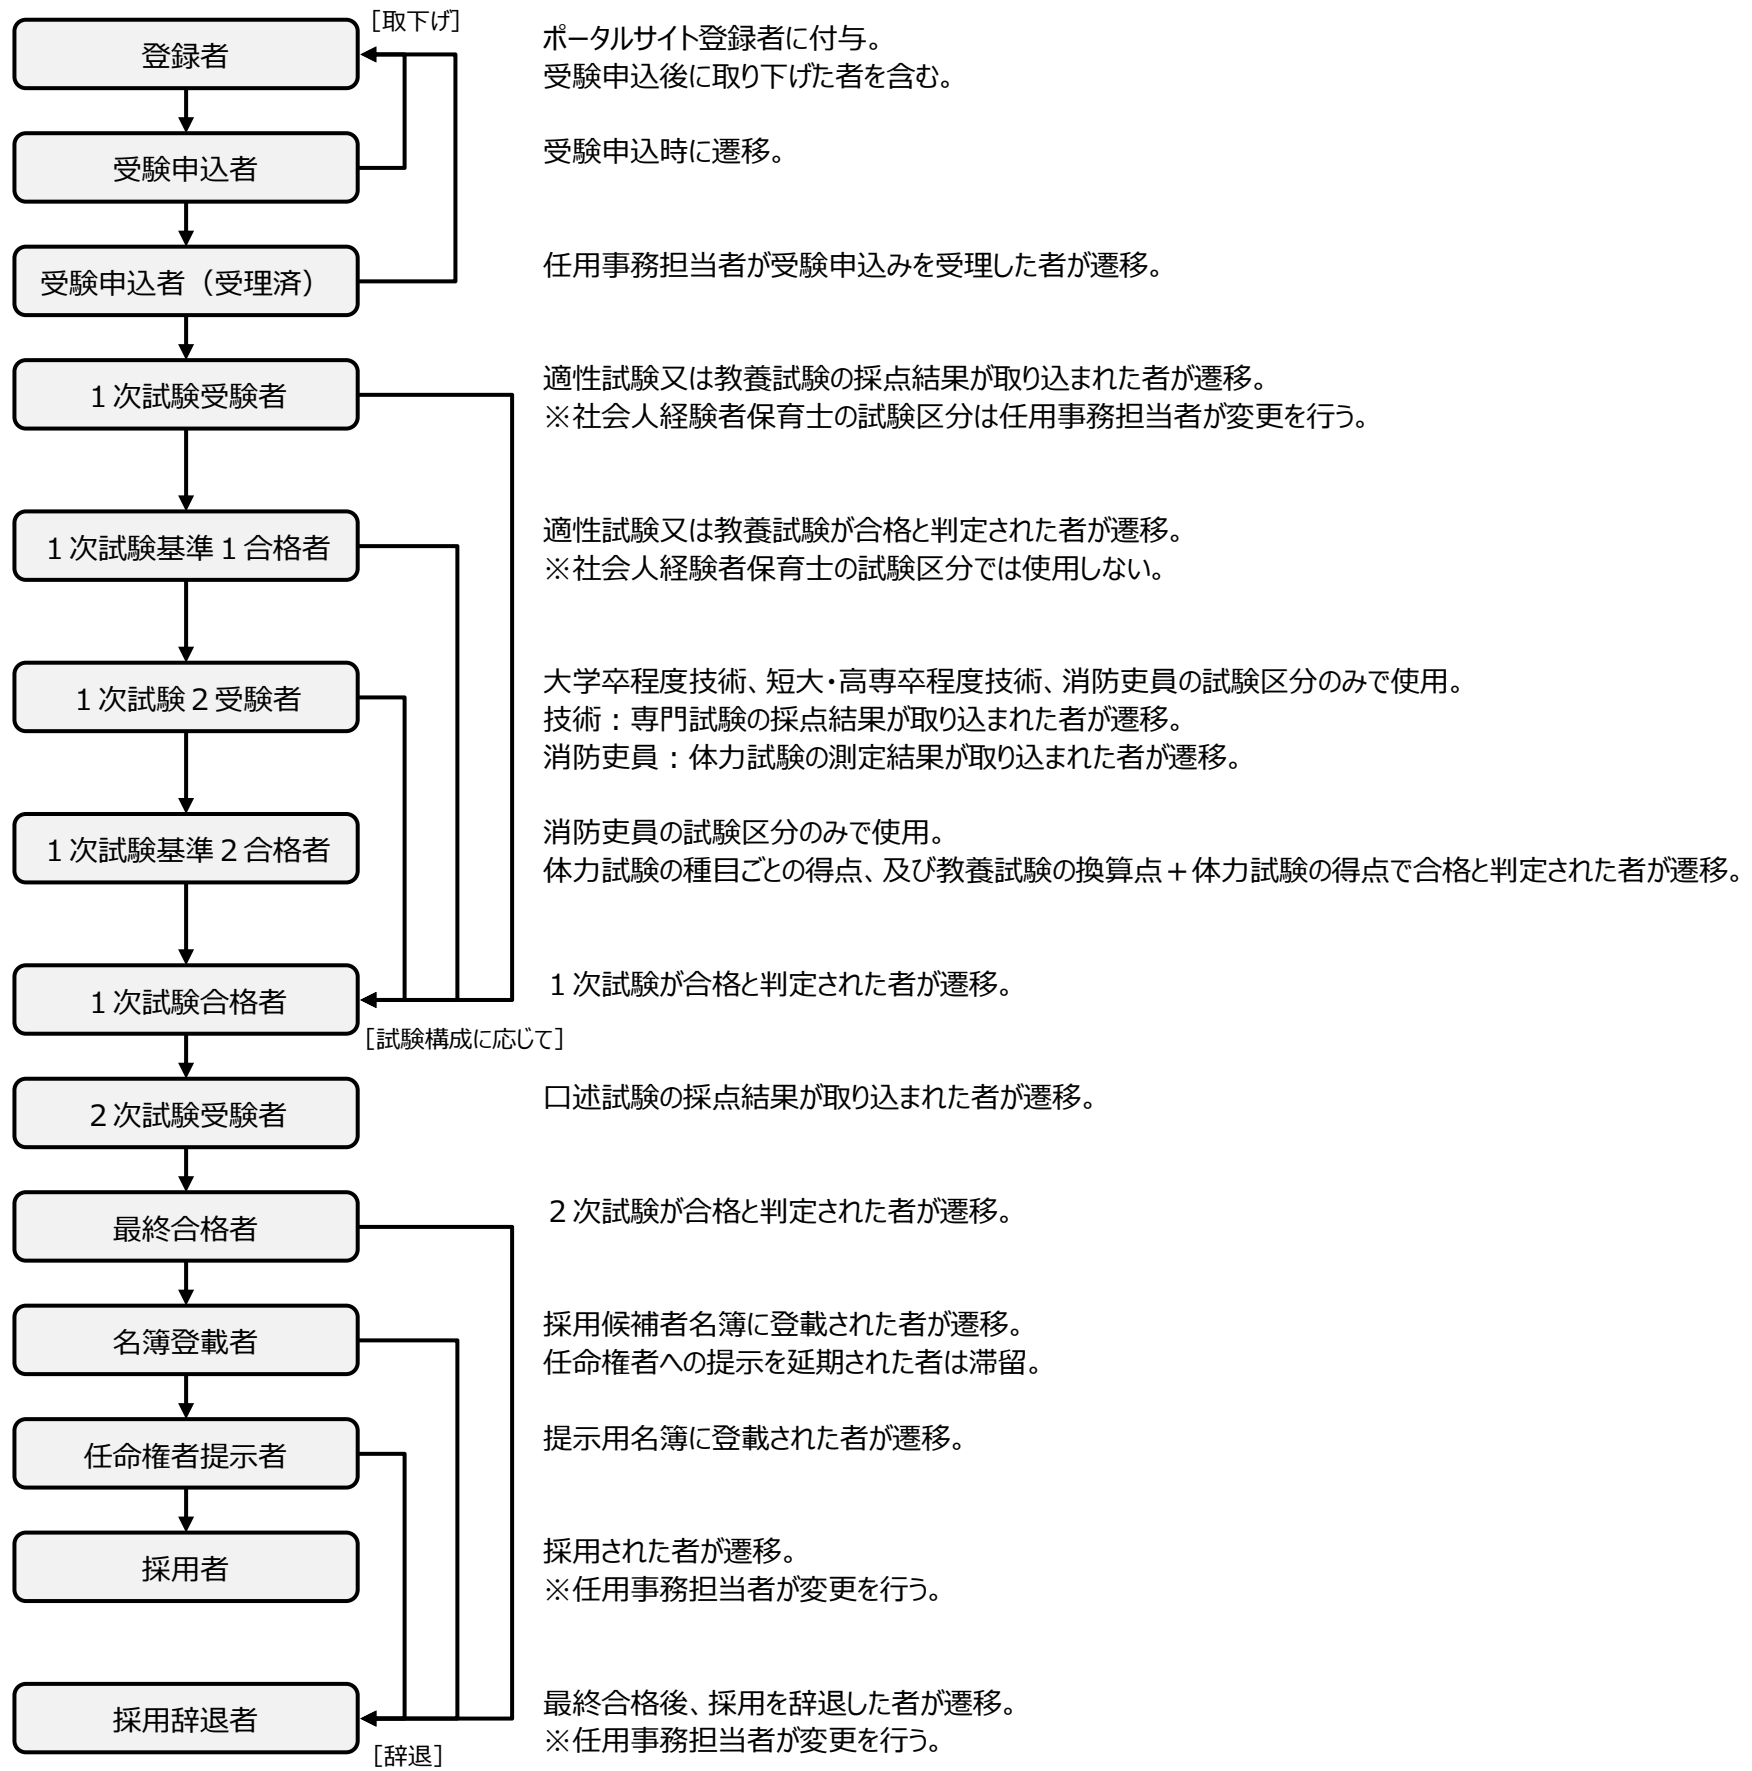 ［取下げ］
登録者
ポータルサイト登録者に付与。
受験申込後に取り下げた者を含む。
受験申込者
受験申込時に遷移。
受験申込者（受理済）
任用事務担当者が受験申込みを受理した者が遷移。
１次試験受験者
適性試験又は教養試験の採点結果が取り込まれた者が遷移。
※社会人経験者保育士の試験区分は任用事務担当者が変更を行う。
１次試験基準１合格者
適性試験又は教養試験が合格と判定された者が遷移。
※社会人経験者保育士の試験区分では使用しない。
１次試験２受験者
大学卒程度技術、短大・高専卒程度技術、消防吏員の試験区分のみで使用。
技術：専門試験の採点結果が取り込まれた者が遷移。
消防吏員：体力試験の測定結果が取り込まれた者が遷移。
１次試験基準２合格者
消防吏員の試験区分のみで使用。
体力試験の種目ごとの得点、及び教養試験の換算点＋体力試験の得点で合格と判定された者が遷移。
１次試験合格者
１次試験が合格と判定された者が遷移。
［試験構成に応じて］
２次試験受験者
口述試験の採点結果が取り込まれた者が遷移。
最終合格者
２次試験が合格と判定された者が遷移。
名簿登載者
採用候補者名簿に登載された者が遷移。
任命権者への提示を延期された者は滞留。
任命権者提示者
提示用名簿に登載された者が遷移。
採用者
採用された者が遷移。
※任用事務担当者が変更を行う。
採用辞退者
最終合格後、採用を辞退した者が遷移。
※任用事務担当者が変更を行う。
［辞退］